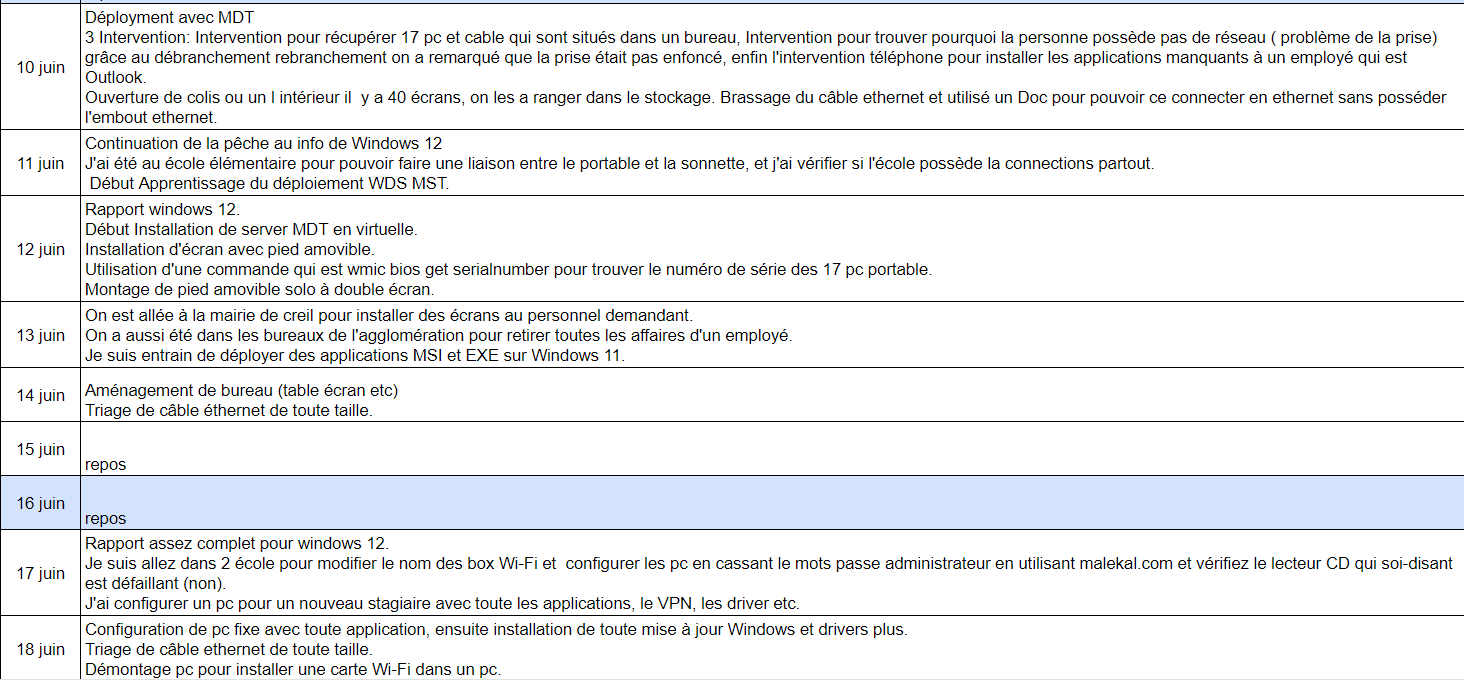 Déployment avec MDT
3 Intervention: Intervention pour récupérer 17 pc et cable qui sont situés dans un bureau, Intervention pour trouver pourquoi la personne possède pas de réseau ( problème de la prise)
10 juin
grâce au débranchement rebranchement on a remarqué que la prise était pas enfoncé, enfin l'intervention téléphone pour installer les applications manquants à un employé qui est
Outlook.
Ouverture de colis ou un l intérieur il  y a 40 écrans, on les a ranger dans le stockage. Brassage du câble ethernet et utilisé un Doc pour pouvoir ce connecter en ethernet sans posséder
l'embout ethernet.
Continuation de la pêche au info de Windows 12
11 juin
J'ai été au école élémentaire pour pouvoir faire une liaison entre le portable et la sonnette, et j'ai vérifier si l'école possède la connections partout.
Début Apprentissage du déploiement WDS MST.
Rapport windows 12.
Début Installation de server MDT en virtuelle.
12 juin
Installation d'écran avec pied amovible.
Utilisation d'une commande qui est wmic bios get serialnumber pour trouver le numéro de série des 17 pc portable.
Montage de pied amovible solo à double écran.
On est allée à la mairie de creil pour installer des écrans au personnel demandant.
13 juin
On a aussi été dans les bureaux de l'agglomération pour retirer toutes les affaires d'un employé.
Je suis entrain de déployer des applications MSI et EXE sur Windows 11.
14 juin
Aménagement de bureau (table écran etc)
Triage de câble éthernet de toute taille.
15 juin
repos
16 juin
repos
Rapport assez complet pour windows 12.
Je suis allez dans 2 école pour modifier le nom des box Wi-Fi et  configurer les pc en cassant le mots passe administrateur en utilisant malekal.com et vérifiez le lecteur CD qui soi-disant
17 juin
est défaillant (non).
J'ai configurer un pc pour un nouveau stagiaire avec toute les applications, le VPN, les driver etc.
Configuration de pc fixe avec toute application, ensuite installation de toute mise à jour Windows et drivers plus.
18 juin
Triage de câble ethernet de toute taille.
Démontage pc pour installer une carte Wi-Fi dans un pc.